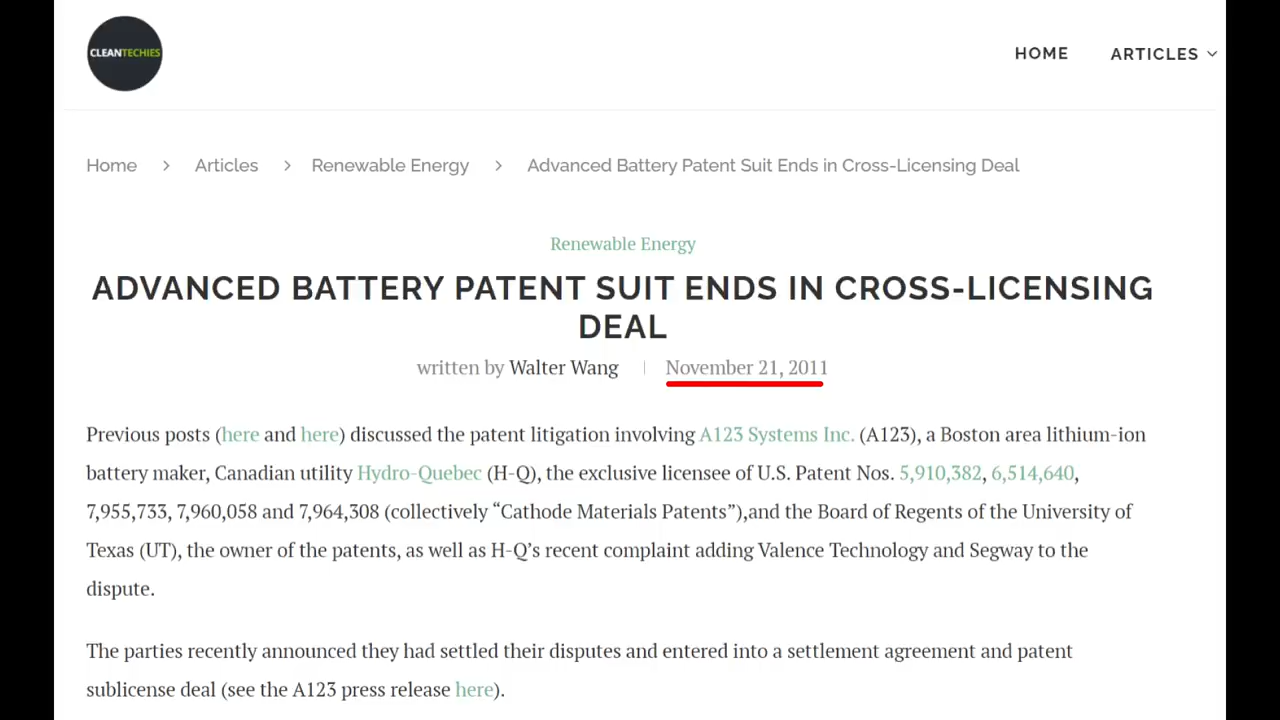 CLEANTECHIES
HOME ARTICLES
Home > Articles > Renewable Energy > Advanced Battery Patent Suit Ends in Cross-Licensing Deal
Renewable Energy
ADVANCED BATTERY PATENT SUIT ENDS IN CROSS-LICENSING
DEAL
written by Walter Wang | November 21, 2011
Previous posts (here and here) discussed the patent litigation involving A123 Systems Inc. (A123), a Boston area lithium-ion
battery maker, Canadian utility Hydro-Quebec (H-Q), the exclusive licensee of U.S. Patent Nos. 5,910,382, 6,514,640,
7,955,733, 7,960,058 and 7,964,308 (collectively “Cathode Materials Patents”),and the Board of Regents of the University of
Texas (UT), the owner of the patents, as well as H-Q’s recent complaint adding Valence Technology and Segway to the
dispute.
The parties recently announced they had settled their disputes and entered into a settlement agreement and patent
sublicense deal (see the A123 press release here).